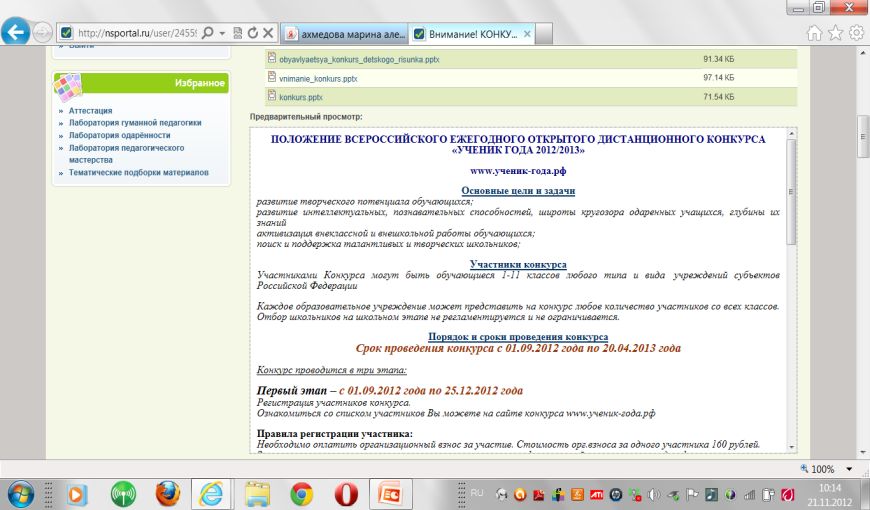 http://nsportal.ru/user/2455
ахмедова марина але...
Внимание! КОНКУ...
Выйти
Избранное
» Аттестация
» Лаборатория гуманной педагогики
» Лаборатория одарённости
» Лаборатория педагогического
мастерства
» Тематические подборки материалов
obyavlyaetsya_konkurs_detskogo_risunka.pptx 91.34 КБ
vnimanie_konkurs.pptx 97.14 КБ
konkurs.pptx 71.54 КБ
Предварительный просмотр:
ПОЛОЖЕНИЕ ВСЕРОССИЙСКОГО ЕЖЕГОДНОГО ОТКРЫТОГО ДИСТАНЦИОННОГО КОНКУРСА
«УЧЕНИК ГОДА 2012/2013»
www.ученик-года.рф
Основные цели и задачи
развитие творческого потенциала обучающихся;
развитие интеллектуальных, познавательных способностей, широты кругозора одаренных учащихся, глубины их
знаний
активизация внеклассной и внешкольной работы обучающихся;
поиск и поддержка талантливых и творческих школьников;
Участники конкурса
Участниками Конкурса могут быть обучающиеся 1-11 классов любого типа и вида учреждений субъектов
Российской Федерации
Каждое образовательное учреждение может представить на конкурс любое количество участников со всех классов.
Отбор школьников на школьном этапе не регламентируется и не ограничивается.
Порядок и сроки проведения конкурса
Срок проведения конкурса с 01.09.2012 года по 20.04.2013 года
Конкурс проводится в три этапа:
Первый этап – с 01.09.2012 года по 25.12.2012 года
Регистрация участников конкурса.
Ознакомиться со списком участников Вы можете на сайте конкурса www.ученик-года.рф
Правила регистрации участника:
Необходимо оплатить организационный взнос за участие. Стоимость орг.взноса за одного участника 160 рублей.
100%
RU
10:14
21.11.2012